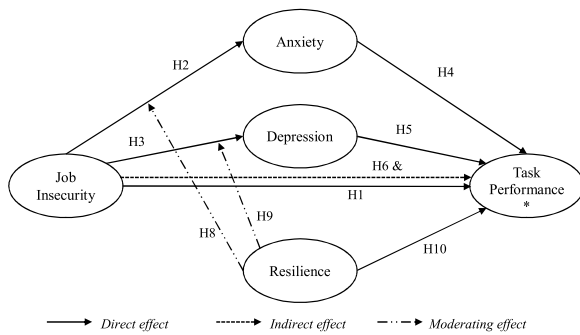 Anxiety
H2
H4
H3
Depression
H5
H6 &
Job
Insecurity
Task
Performance
*
H1
H8
H9
H10
Resilience
Direct effect
Indirect effect
Moderating effect